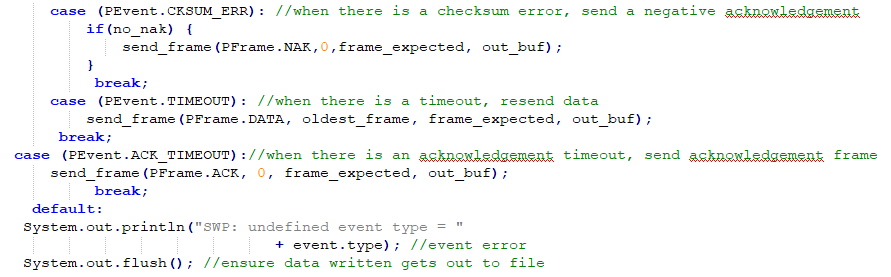 case (PEvent.CKSUM_ERR): //when there is a checksum error, send a negative acknowledgement
if(no_nak) {
send_frame(PFrame.NAK,0,frame_expected, out_buf);
}
break;
case (PEvent.TIMEOUT): //when there is a timeout, resend data
send_frame(PFrame.DATA, oldest_frame, frame_expected, out_buf);
break;
case (PEvent.ACK_TIMEOUT)://when there is an acknowledgement timeout, send acknowledgement frame
send_frame(PFrame.ACK, 0, frame_expected, out_buf);
break;
default:
System.out.println("SWP: undefined event type = "
+ event.type); //event error
System.out.flush(); //ensure data written gets out to file